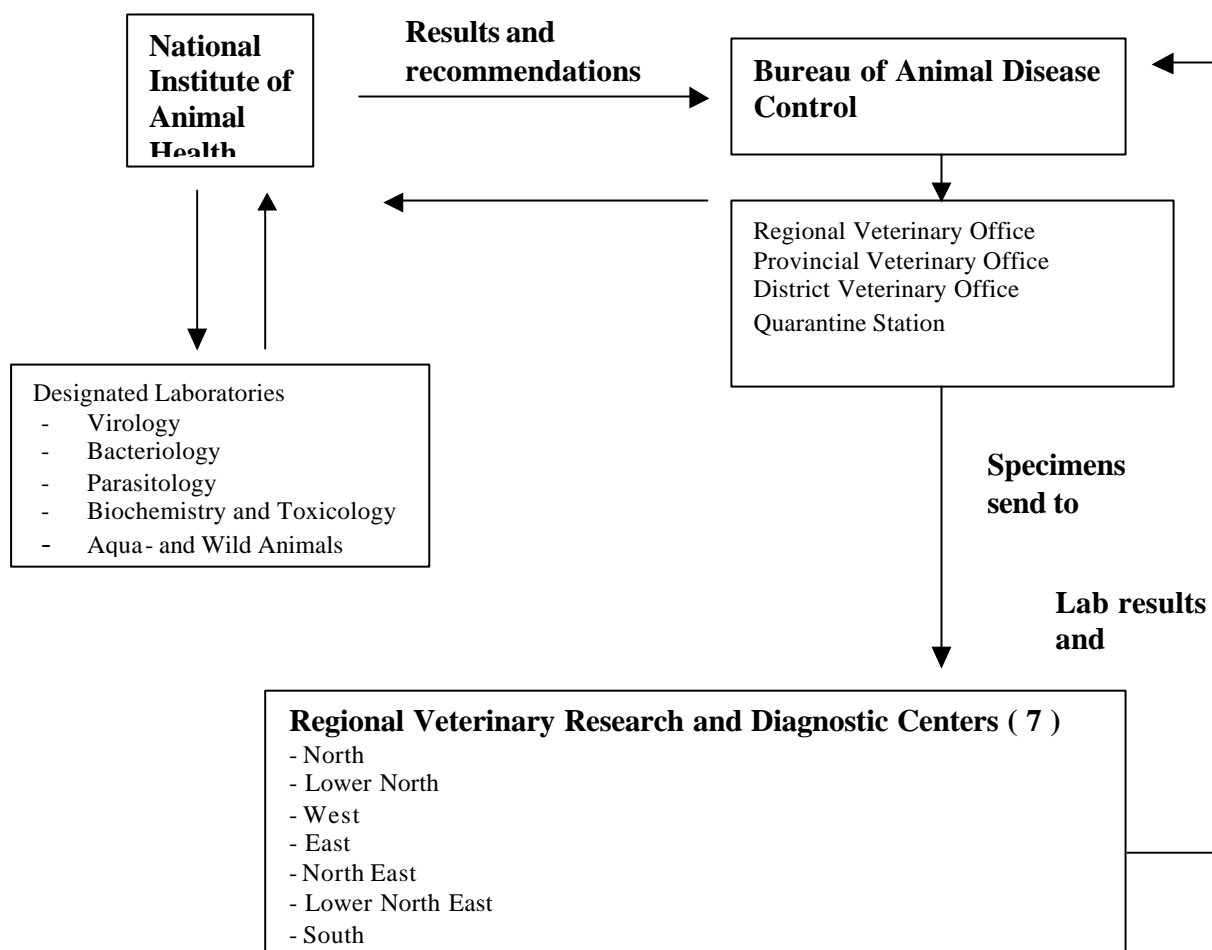 National
Institute of
Animal
Health
Results and
recommendations
Bureau of Animal Disease
Control
Regional Veterinary Office
Provincial Veterinary Office
District Veterinary Office
Quarantine Station
Designated Laboratories
- Virology
- Bacteriology
- Parasitology
- Biochemistry and Toxicology
- Aqua- and Wild Animals
Specimens
send to
Lab results
and
Regional Veterinary Research and Diagnostic Centers ( 7 )
- North
- Lower North
- West
- East
- North East
- Lower North East
- South